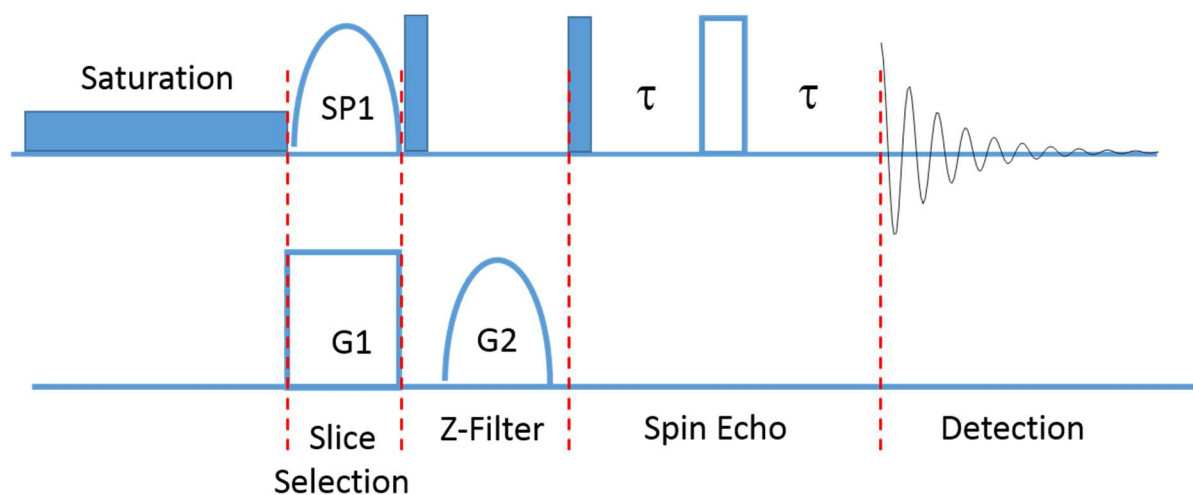 Saturation
SP1
τ
τ
G1
G2
Slice
Selection
Z-Filter
Spin Echo
Detection